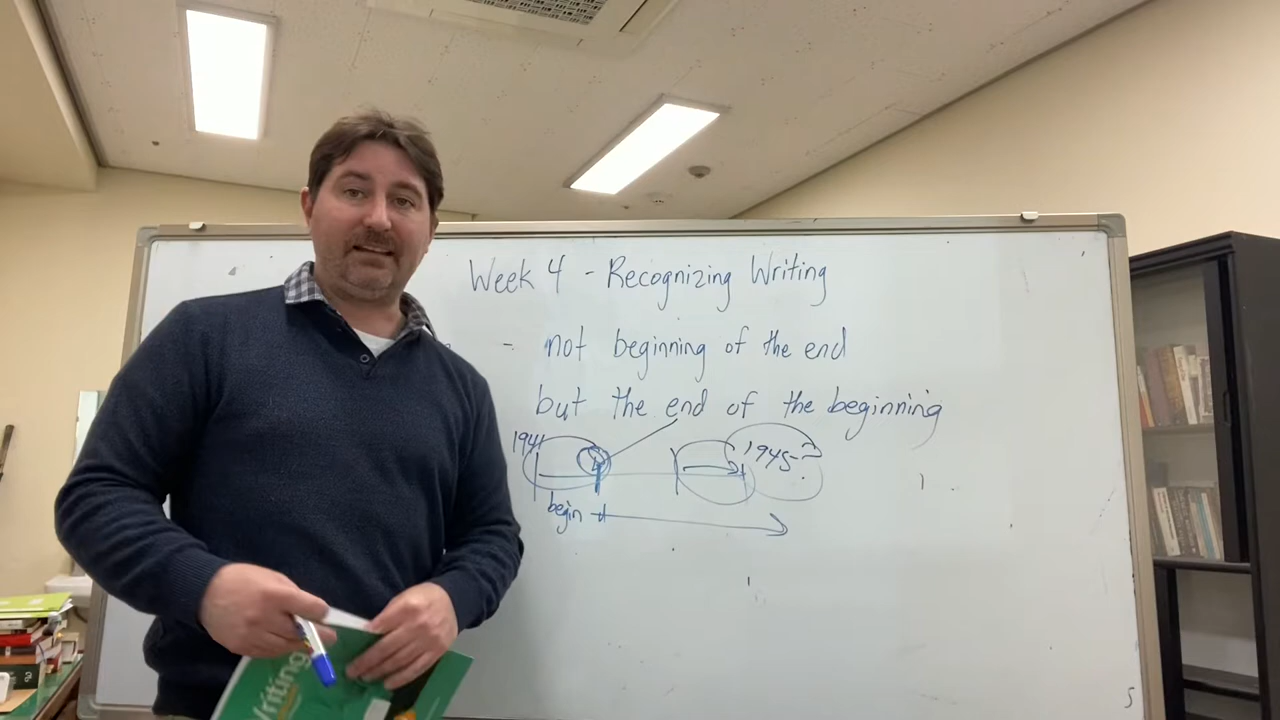 Week 4 - Recognizing Writing
- not beginning of the end
but the end of the beginning
1941
1945-?
begin
Writing